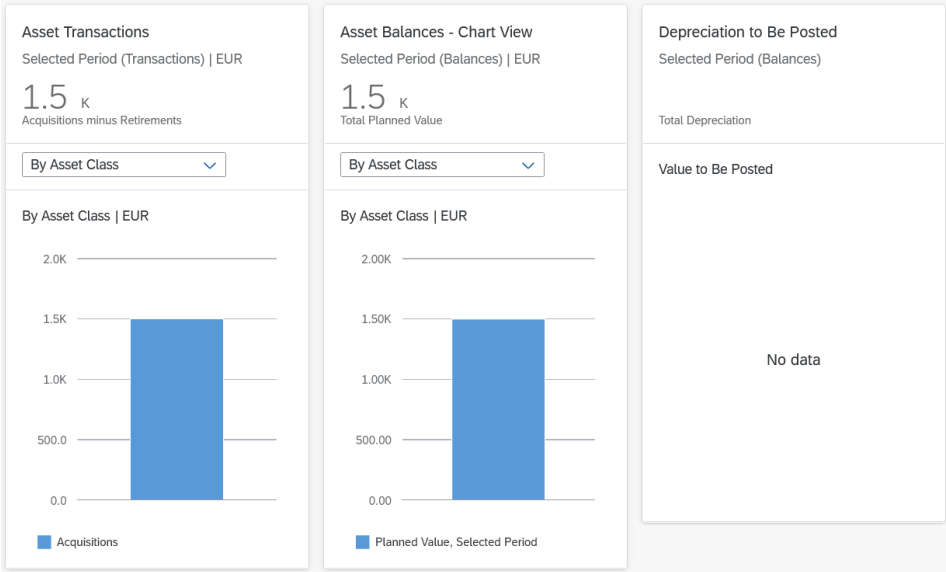 Asset Transactions
Selected Period (Transactions) | EUR
1.5 K
Acquisitions minus Retirements
By Asset Class
By Asset Class | EUR
2.0K
1.5K
1.0K
500.0
0.0
Acquisitions
Asset Balances - Chart View
Selected Period (Balances) | EUR
1.5 K
Total Planned Value
By Asset Class
By Asset Class | EUR
2.00K
1.50K
1.00K
500.00
0.00
Planned Value, Selected Period
Depreciation to Be Posted
Selected Period (Balances)
Total Depreciation
Value to Be Posted
No data